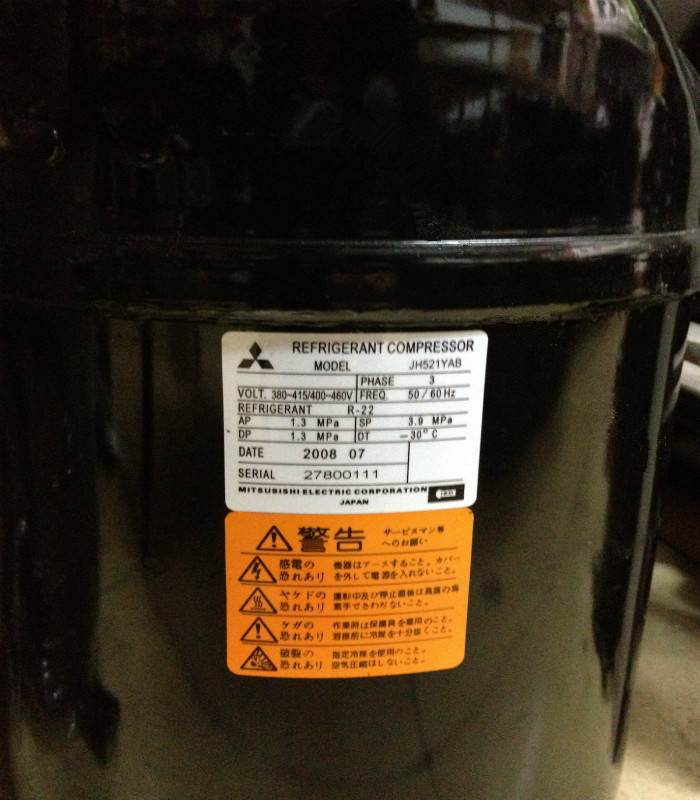 REFRIGERANT COMPRESSOR
MODEL JH521YAB
PHASE 3
VOLT. 380~415/400~460V FREQ. 50/60Hz
REFRIGERANT R-22
AP 1.3 MPa SP 3.9 MPa
DP 1.3 MPa DT −30°C
DATE 2008 07
SERIAL 27800111
MITSUBISHI ELECTRIC CORPORATION
JAPAN
警告 サービスマン等
へのお願い
感電の 機器はアースすること。カバー
恐れあり を外して電源を入れないこと。
ヤケドの 運転中及び停止直後は高温の為
恐れあり 素手でさわらないこと。
ケガの 作業時は保護具を着用のこと。
恐れあり 溶接前に冷媒を十分抜くこと。
破裂の 指定冷媒を使用のこと。
恐れあり 空気圧縮はしないこと。